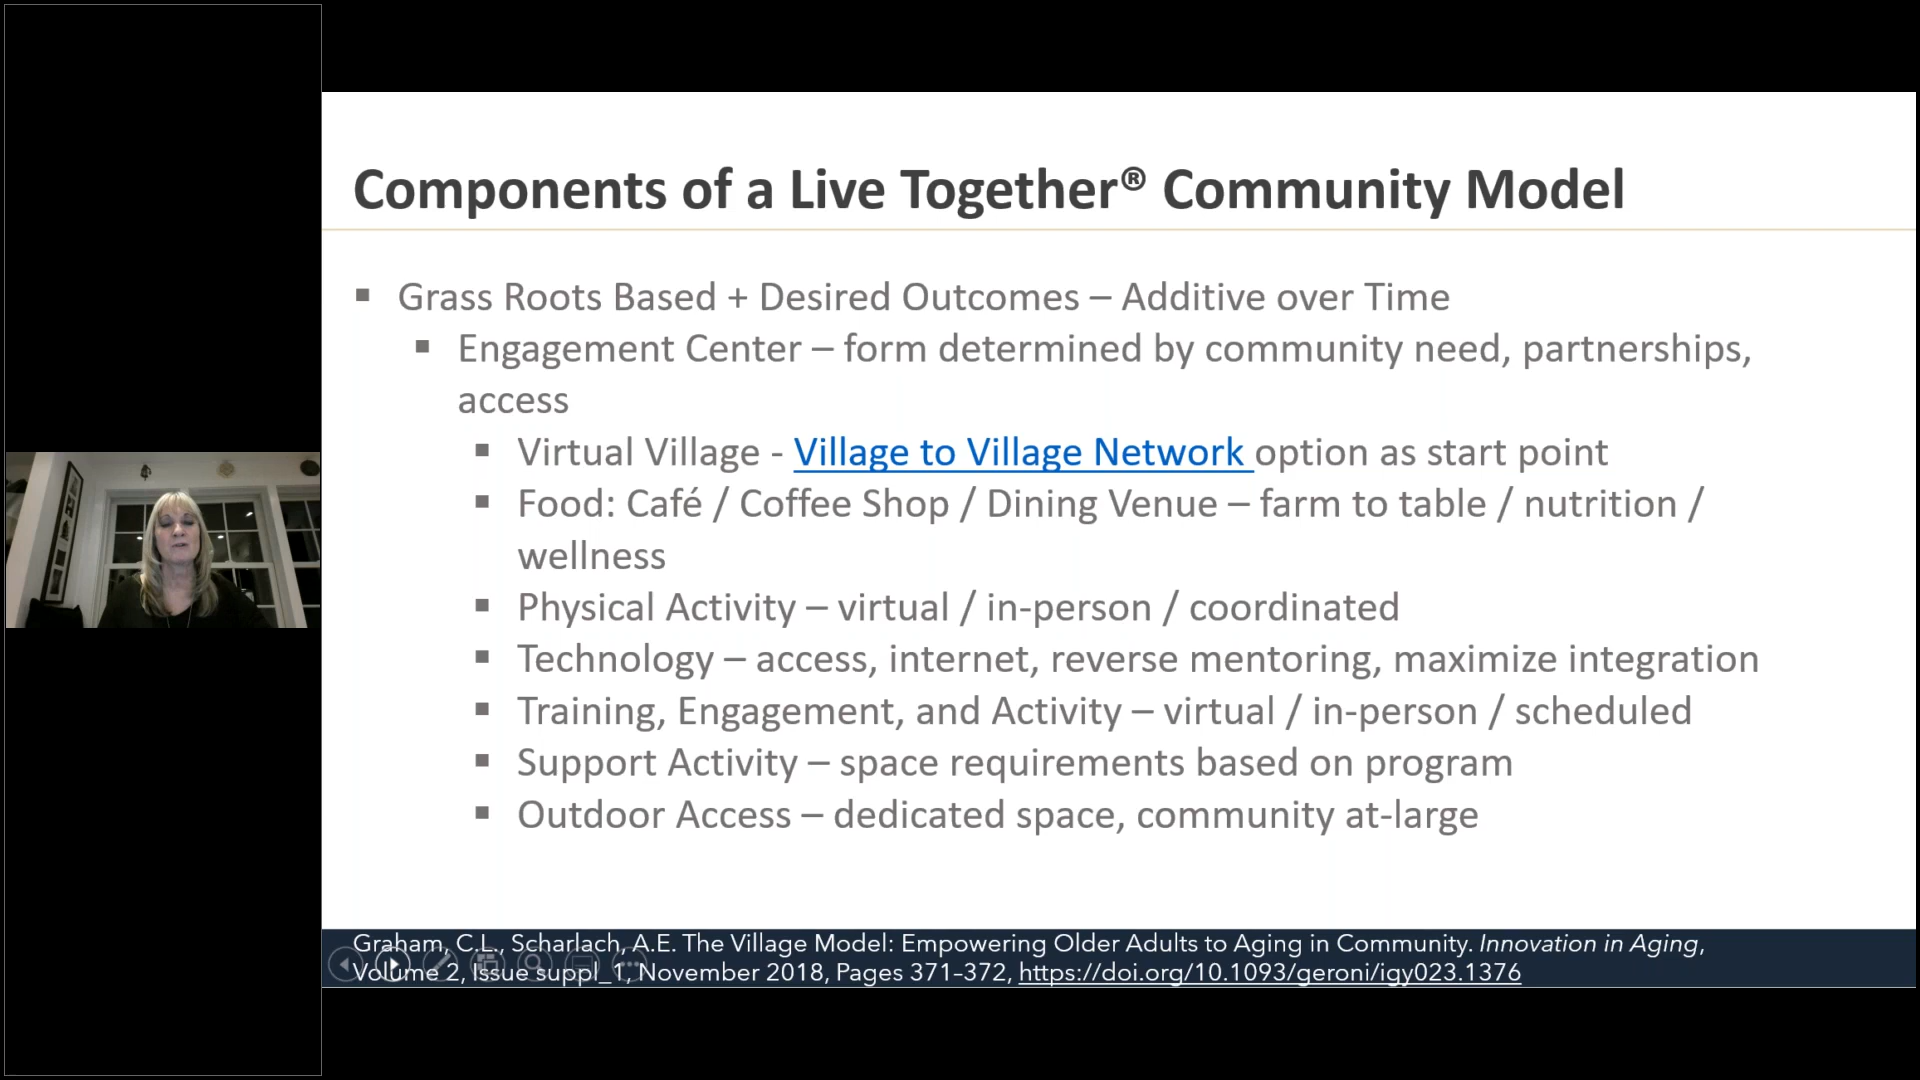 Components of a Live Together® Community Model
▪ Grass Roots Based + Desired Outcomes – Additive over Time
▪ Engagement Center – form determined by community need, partnerships,
access
▪ Virtual Village - Village to Village Network option as start point
▪ Food: Café / Coffee Shop / Dining Venue – farm to table / nutrition /
wellness
▪ Physical Activity – virtual / in-person / coordinated
▪ Technology – access, internet, reverse mentoring, maximize integration
▪ Training, Engagement, and Activity – virtual / in-person / scheduled
▪ Support Activity – space requirements based on program
▪ Outdoor Access – dedicated space, community at-large
Graham, C.L., Scharlach, A.E. The Village Model: Empowering Older Adults to Aging in Community. Innovation in Aging,
Volume 2, Issue suppl_1, November 2018, Pages 371–372, https://doi.org/10.1093/geroni/igy023.1376